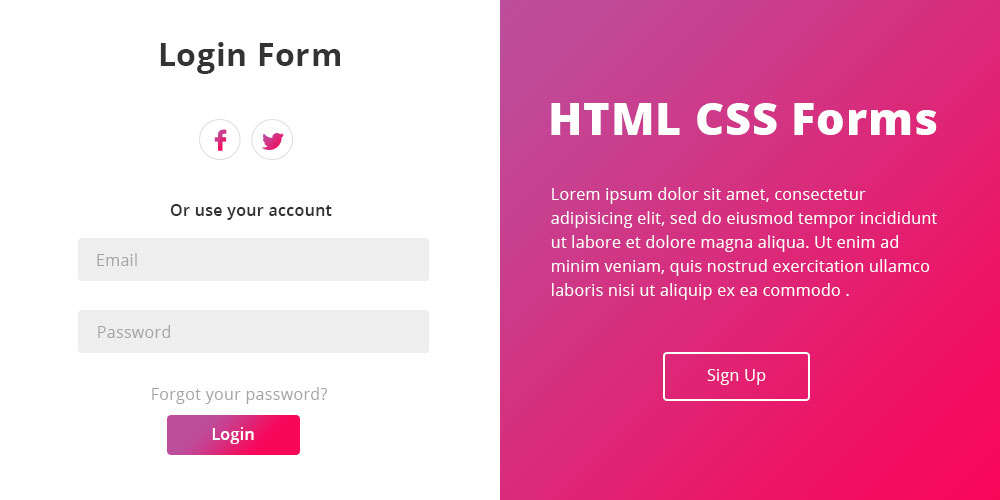 Login Form
Or use your account
Email
Password
Forgot your password?
Login
HTML CSS Forms
Lorem ipsum dolor sit amet, consectetur
adipisicing elit, sed do eiusmod tempor incididunt
ut labore et dolore magna aliqua. Ut enim ad
minim veniam, quis nostrud exercitation ullamco
laboris nisi ut aliquip ex ea commodo .
Sign Up